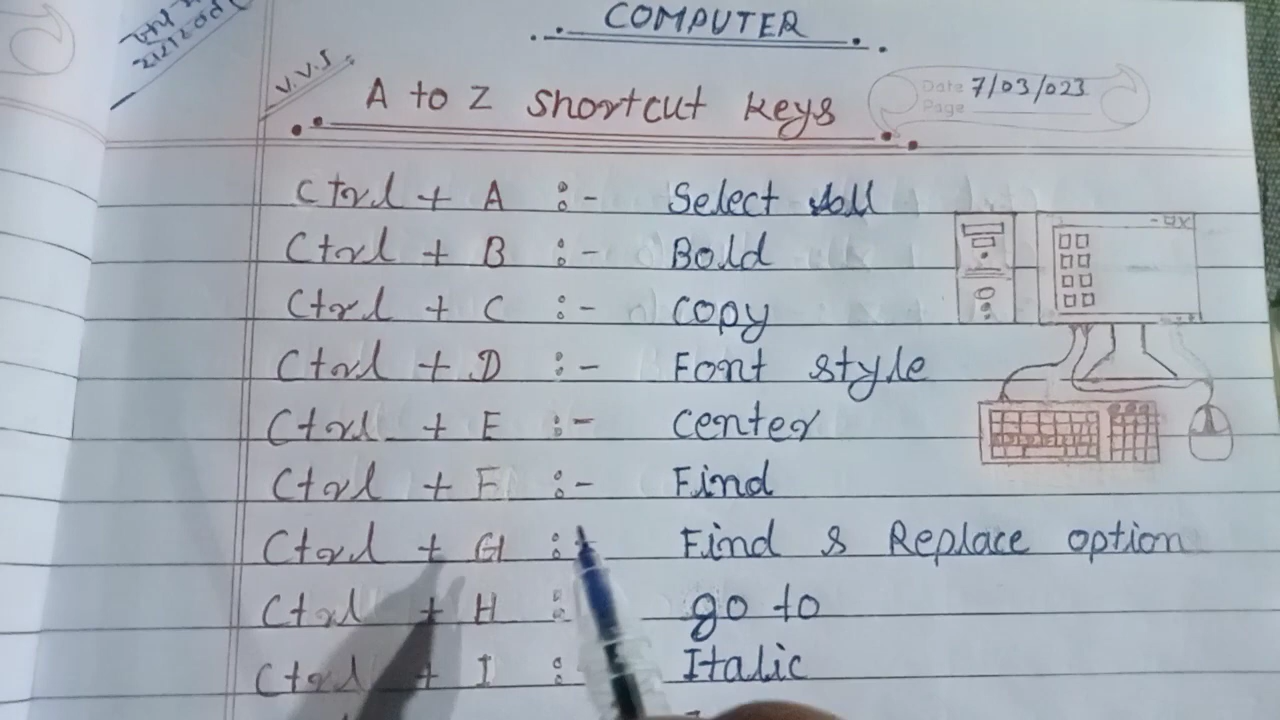 COMPUTER
V.V.S
A to Z Shortcut keys
Date 7/03/023
Page
Ctrl + A :- Select All
Ctrl + B :- Bold
Ctrl + C :- Copy
Ctrl + D :- Font style
Ctrl + E :- Center
Ctrl + F :- Find
Ctrl + G :- Find & Replace option
Ctrl + H : go to
Ctrl + I : Italic